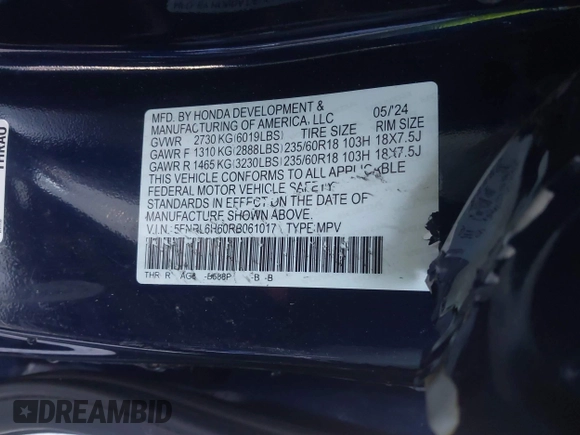 MFD. BY HONDA DEVELOPMENT &
MANUFACTURING OF AMERICA, LLC 05/'24
GVWR 2730 KG (6019LBS) TIRE SIZE RIM SIZE
GAWR F 1310 KG (2888LBS) 235/60R18 103H 18X7.5J
GAWR R 1465 KG (3230LBS) 235/60R18 103H 18X7.5J
THIS VEHICLE CONFORMS TO ALL APPLICABLE
FEDERAL MOTOR VEHICLE SAFETY
STANDARDS IN EFFECT ON THE DATE OF
MANUFACTURE SHOWN ABOVE.
V.I.N.: 5FNRL6H60RB061017 TYPE:MPV
THR R B-588P B -B
DREAMBID